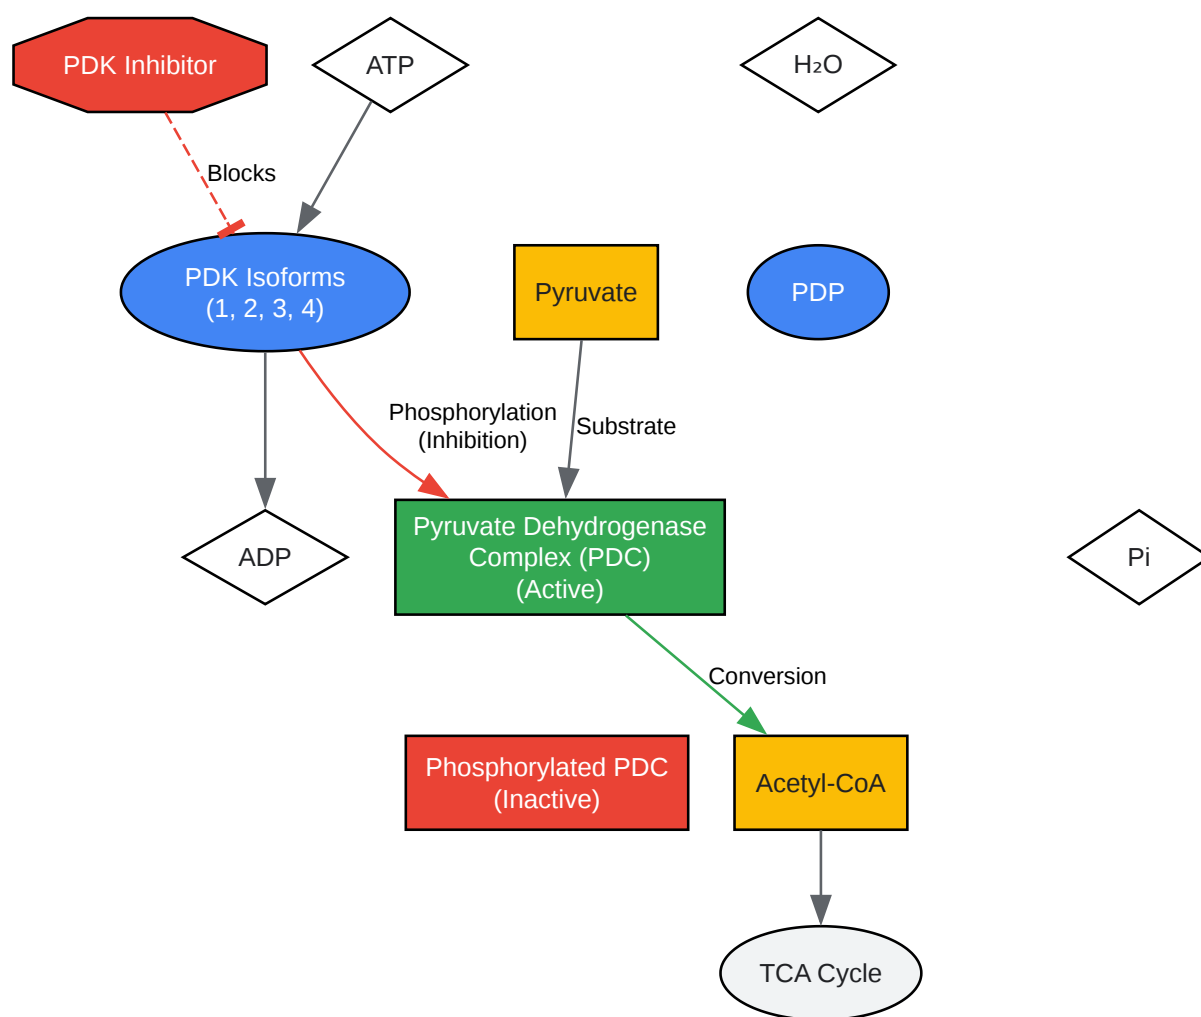 PDK Inhibitor
ATP
H₂O
Blocks
PDK Isoforms
(1, 2, 3, 4)
Pyruvate
PDP
Phosphorylation
(Inhibition)
Substrate
ADP
Pyruvate Dehydrogenase
Complex (PDC)
(Active)
Pi
Conversion
Phosphorylated PDC
(Inactive)
Acetyl-CoA
TCA Cycle